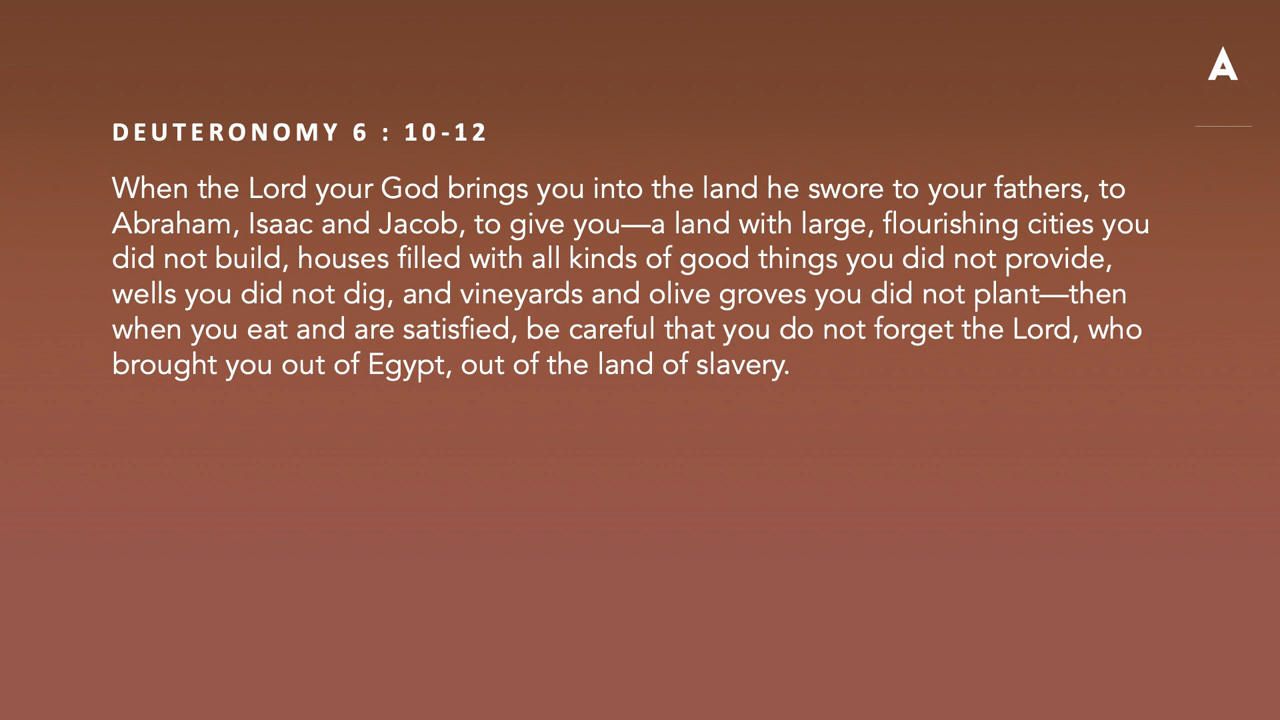 A
DEUTERONOMY 6 : 10-12
When the Lord your God brings you into the land he swore to your fathers, to
Abraham, Isaac and Jacob, to give you—a land with large, flourishing cities you
did not build, houses filled with all kinds of good things you did not provide,
wells you did not dig, and vineyards and olive groves you did not plant—then
when you eat and are satisfied, be careful that you do not forget the Lord, who
brought you out of Egypt, out of the land of slavery.